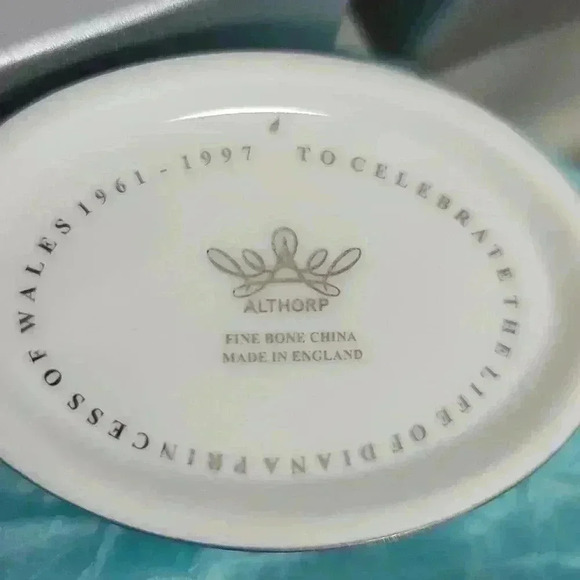 TO CELEBRATE THE LIFE OF DIANA PRINCESS OF WALES 1961 - 1997
ALTHORP
FINE BONE CHINA
MADE IN ENGLAND